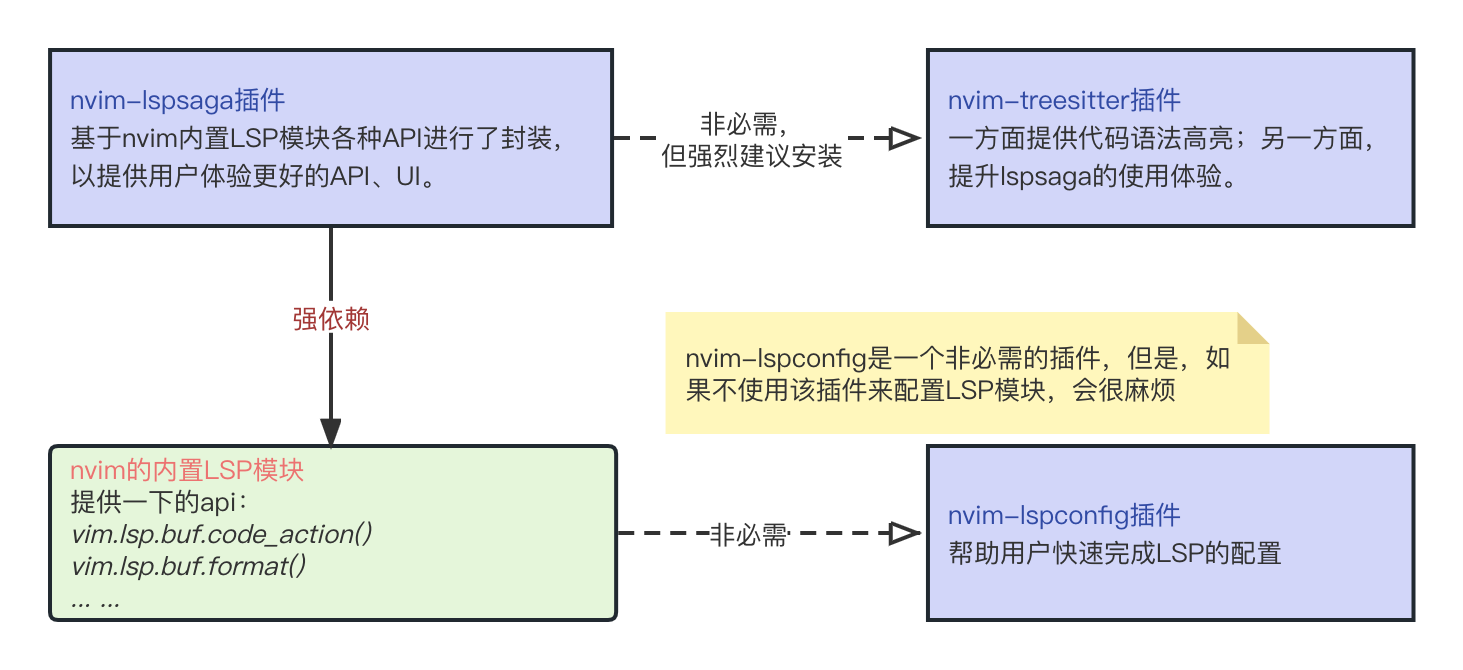 nvim-lspsaga插件
基于nvim内置LSP模块各种API进行了封装，
以提供用户体验更好的API、UI。
非必需，
但强烈建议安装
nvim-treesitter插件
一方面提供代码语法高亮；另一方面，
提升lspsaga的使用体验。
强依赖
nvim-lspconfig是一个非必需的插件，但是，如
果不使用该插件来配置LSP模块，会很麻烦
nvim的内置LSP模块
提供一下的api：
vim.lsp.buf.code_action()
vim.lsp.buf.format()
... ...
非必需
nvim-lspconfig插件
帮助用户快速完成LSP的配置